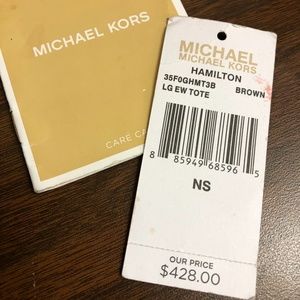 MICHAEL KORS
CARE CA
MICHAEL
MICHAEL KORS
HAMILTON
35F0GHMT3B
LG EW TOTE BROWN
8 85949 68596 5
NS
OUR PRICE
$428.00